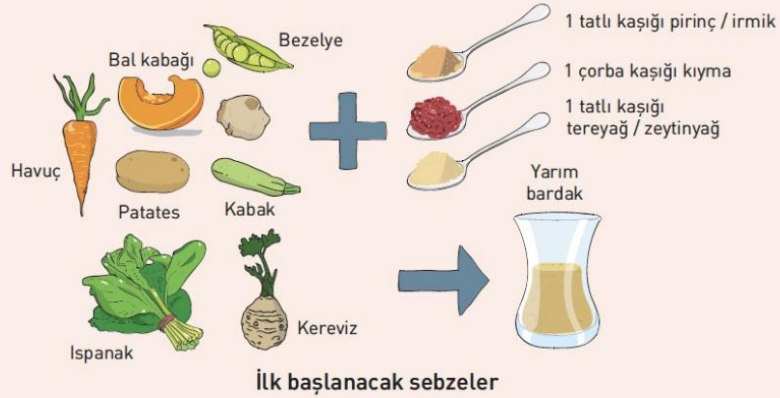 Bezelye
Bal kabağı
Havuç
Patates
Kabak
Ispanak
Kereviz
1 tatlı kaşığı pirinç / irmik
1 çorba kaşığı kıyma
1 tatlı kaşığı
tereyağ / zeytinyağ
Yarım
bardak
İlk başlanacak sebzeler